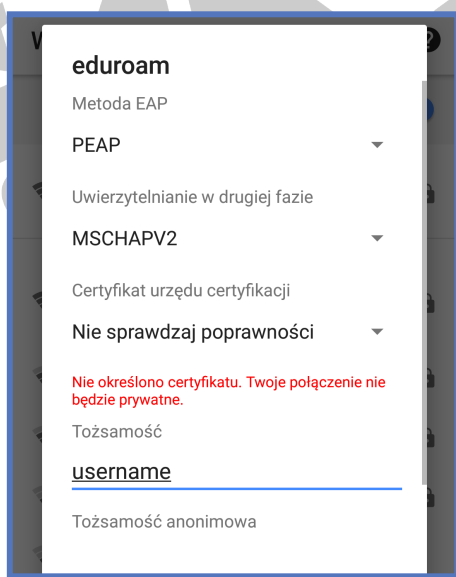 W
eduroam
Metoda EAP
PEAP
Uwierzytelnianie w drugiej fazie
MSCHAPV2
Certyfikat urzędu certyfikacji
Nie sprawdzaj poprawności
Nie określono certyfikatu. Twoje połączenie nie
będzie prywatne.
Tożsamość
username
Tożsamość anonimowa